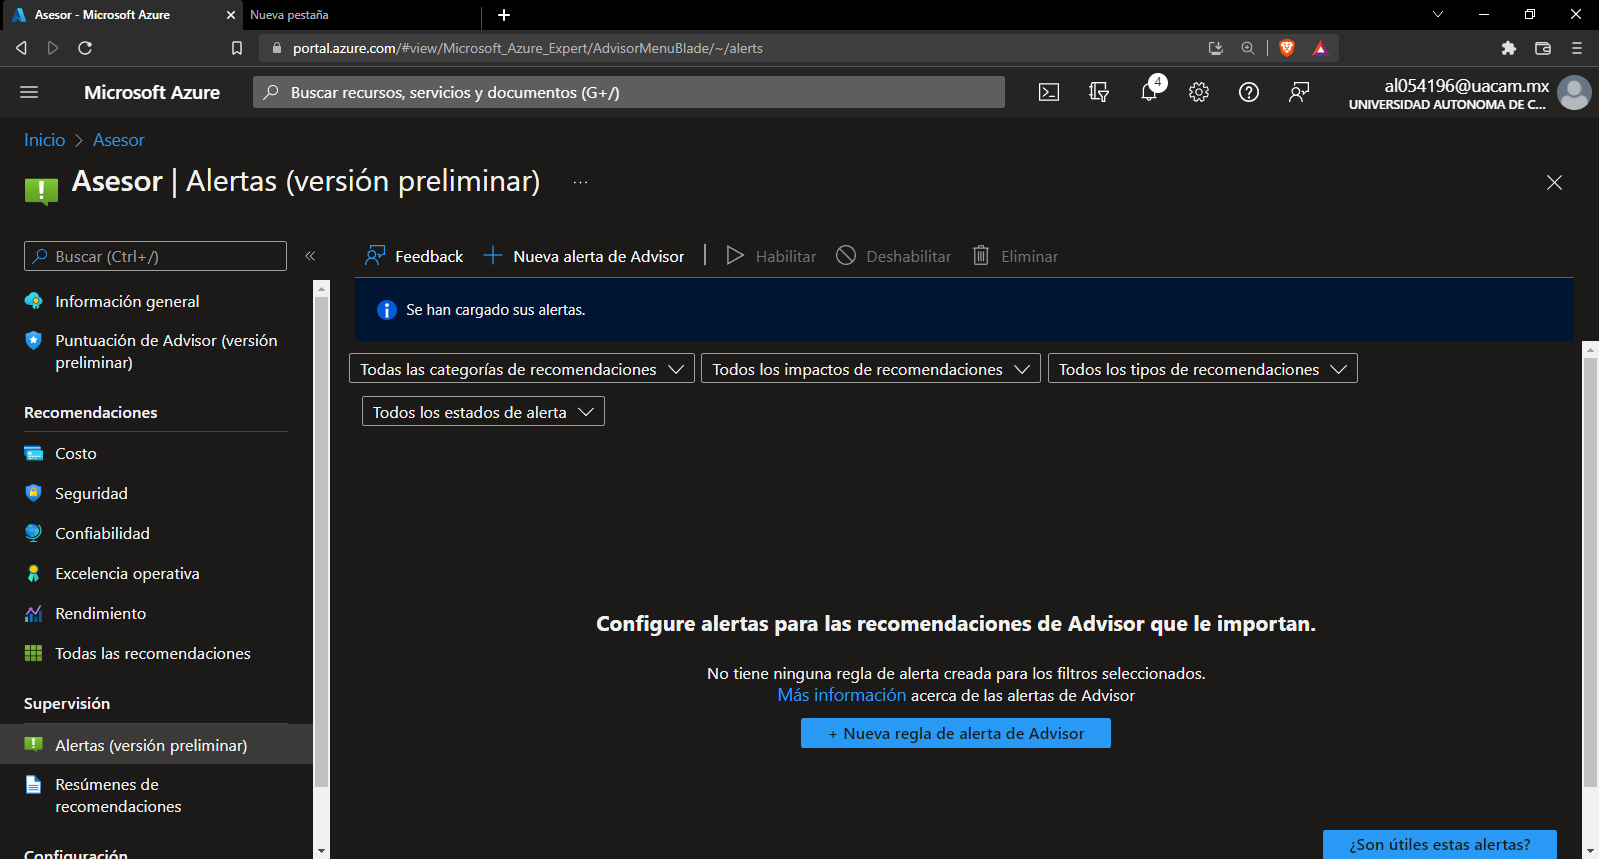 Asesor - Microsoft Azure
Nueva pestaña
portal.azure.com/#view/Microsoft_Azure_Expert/AdvisorMenuBlade/~/alerts
Microsoft Azure
Buscar recursos, servicios y documentos (G+/)
4
al054196@uacam.mx
UNIVERSIDAD AUTONOMA DE C...
Inicio > Asesor
Asesor | Alertas (versión preliminar) ...
Buscar (Ctrl+/)
«
Feedback
Nueva alerta de Advisor
Habilitar
Deshabilitar
Eliminar
Información general
Puntuación de Advisor (versión
preliminar)
Recomendaciones
Costo
Seguridad
Confiabilidad
Excelencia operativa
Rendimiento
Todas las recomendaciones
Supervisión
Alertas (versión preliminar)
Resúmenes de
recomendaciones
Configuración
Se han cargado sus alertas.
Todas las categorías de recomendaciones
Todos los impactos de recomendaciones
Todos los tipos de recomendaciones
Todos los estados de alerta
Configure alertas para las recomendaciones de Advisor que le importan.
No tiene ninguna regla de alerta creada para los filtros seleccionados.
Más información acerca de las alertas de Advisor
+ Nueva regla de alerta de Advisor
¿Son útiles estas alertas?